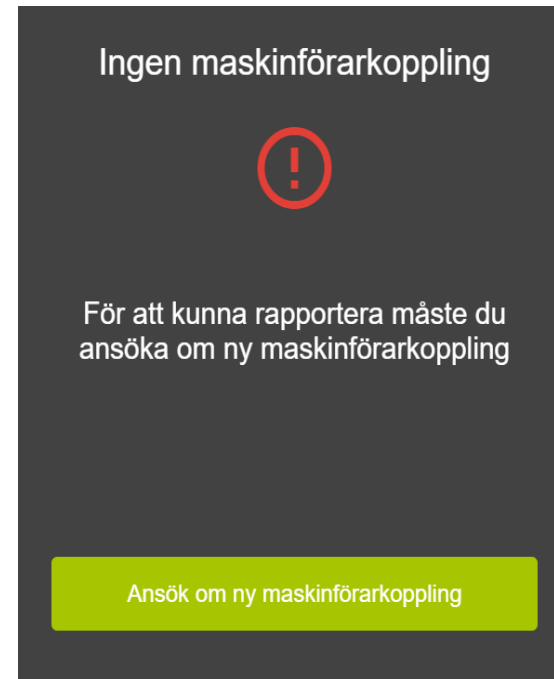 Ingen maskinförarkoppling
För att kunna rapportera måste du
ansöka om ny maskinförarkoppling
Ansök om ny maskinförarkoppling